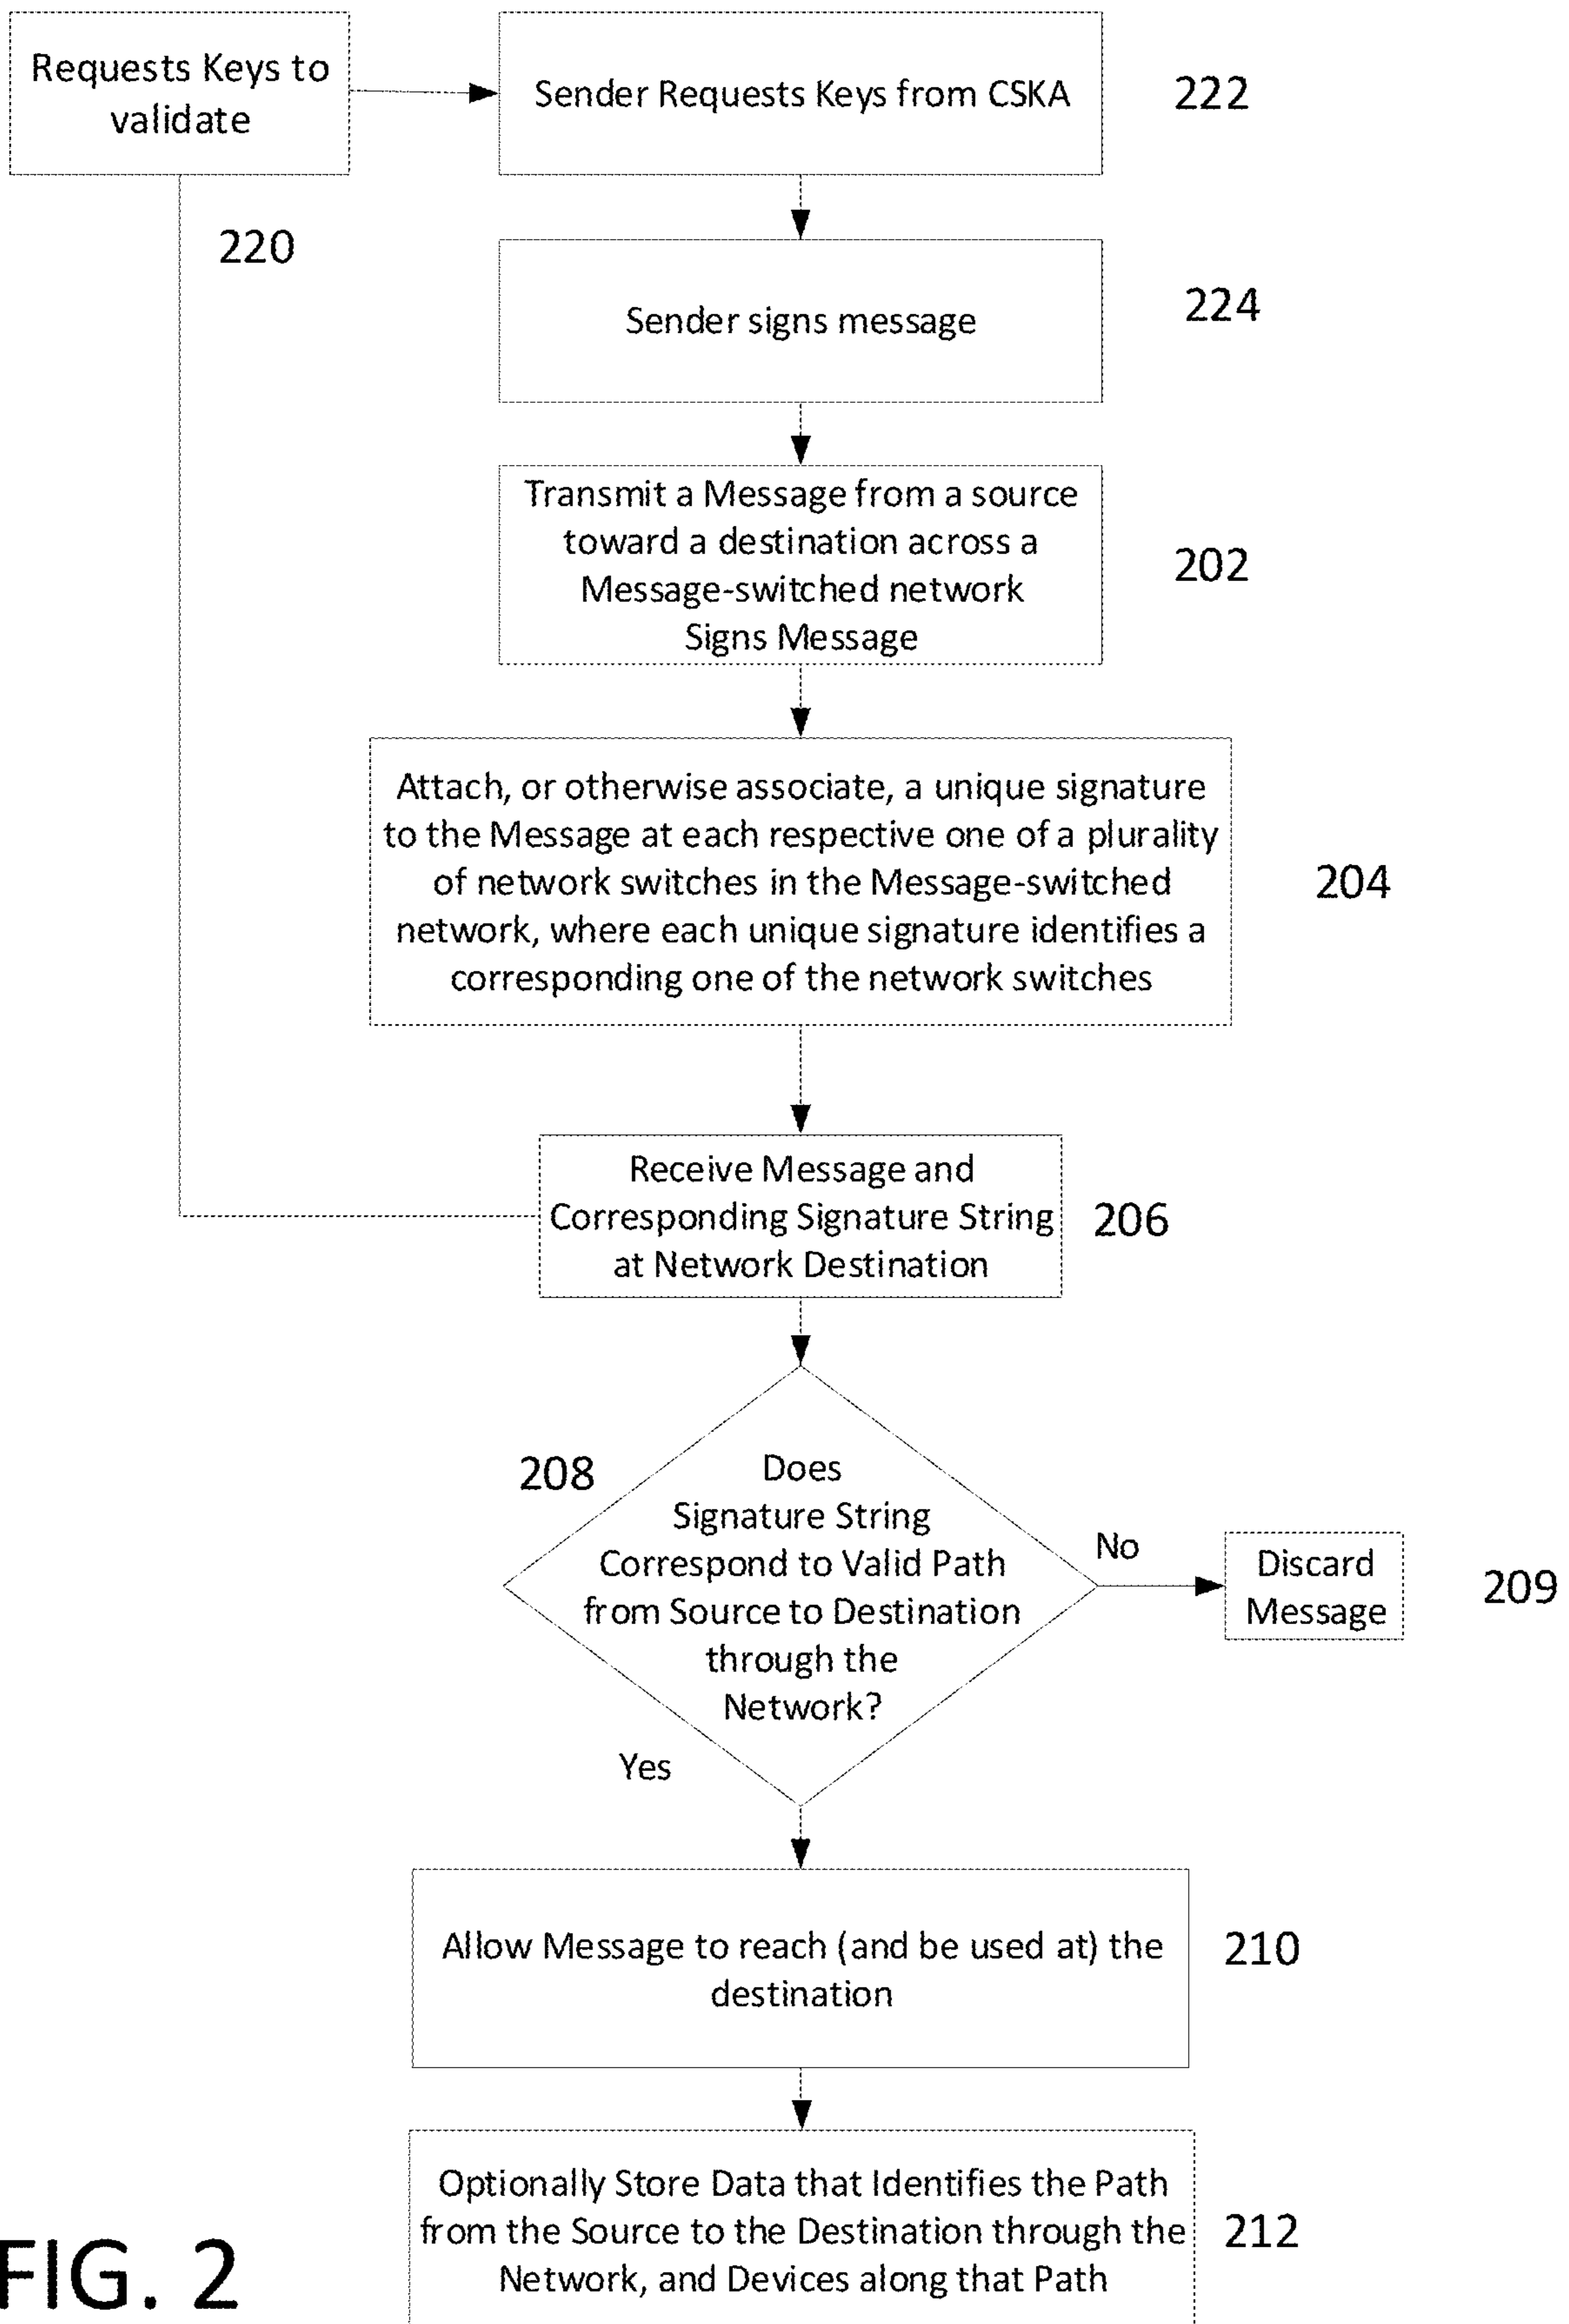 Requests Keys to
validate
220
Sender Requests Keys from CSKA
222
Sender signs message
224
Transmit a Message from a source
toward a destination across a
Message-switched network
Signs Message
202
Attach, or otherwise associate, a unique signature
to the Message at each respective one of a plurality
of network switches in the Message-switched
network, where each unique signature identifies a
corresponding one of the network switches
204
Receive Message and
Corresponding Signature String
at Network Destination
206
208
Does
Signature String
Correspond to Valid Path
from Source to Destination
through the
Network?
No
Discard
Message
209
Yes
Allow Message to reach (and be used at) the
destination
210
Optionally Store Data that Identifies the Path
from the Source to the Destination through the
Network, and Devices along that Path
212
FIG. 2